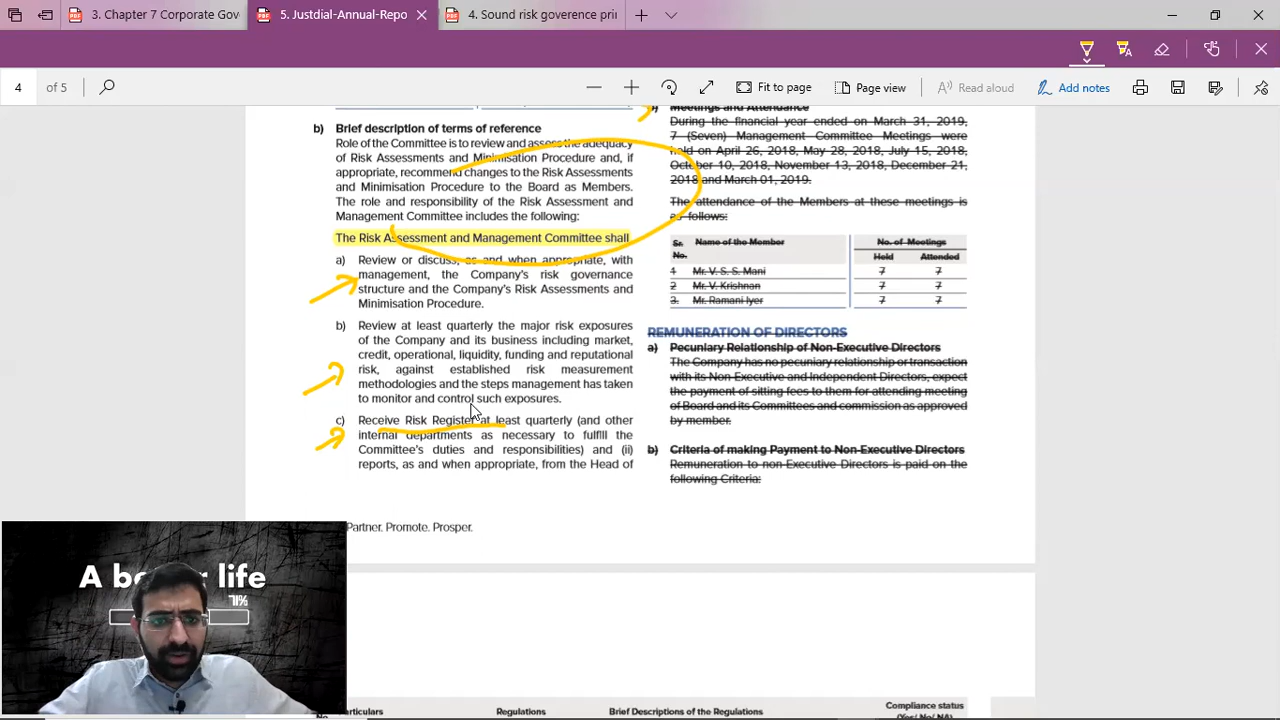 3. Chapter 7 Corporate Gov
5. Justdial-Annual-Repo
4. Sound risk goverence pri
4
of 5
Fit to page
Page view
Read aloud
Add notes
b) Brief description of terms of reference
Role of the Committee is to review and assess the adequacy
of Risk Assessments and Minimisation Procedure and, if
appropriate, recommend changes to the Risk Assessments
and Minimisation Procedure to the Board as Members.
The role and responsibility of the Risk Assessment and
Management Committee includes the following:
The Risk Assessment and Management Committee shall
a) Review or discuss, as and when appropriate, with
management, the Company's risk governance
structure and the Company's Risk Assessments and
Minimisation Procedure.
b) Review at least quarterly the major risk exposures
of the Company and its business including market,
credit, operational, liquidity, funding and reputational
risk, against established risk measurement
methodologies and the steps management has taken
to monitor and control such exposures.
c) Receive Risk Register at least quarterly (and other
internal departments as necessary to fulfill the
Committee's duties and responsibilities) and (ii)
reports, as and when appropriate, from the Head of
Partner. Promote. Prosper.
Meetings and Attendance
During the financial year ended on March 31, 2019,
7 (Seven) Management Committee Meetings were
held on April 26, 2018, May 28, 2018, July 15, 2018,
October 10, 2018, November 13, 2018, December 21,
2018 and March 01, 2019.
The attendance of the Members at these meetings is
as follows:
Sr. No. Name of the Member No. of Meetings
Held Attended
1 Mr. V. S. S. Mani 7 7
2 Mr. V. Krishnan 7 7
3. Mr. Ramani Iyer 7 7
REMUNERATION OF DIRECTORS
a) Pecuniary Relationship of Non-Executive Directors
The Company has no pecuniary relationship or transaction
with its Non-Executive and Independent Directors, expect
the payment of sitting fees to them for attending meeting
of Board and its Committees and commission as approved
by member.
b) Criteria of making Payment to Non-Executive Directors
Remuneration to non-Executive Directors is paid on the
following Criteria:
A be r life
71%
Particulars Regulations Brief Descriptions of the Regulations Compliance status
(Yes/ No/ NA)